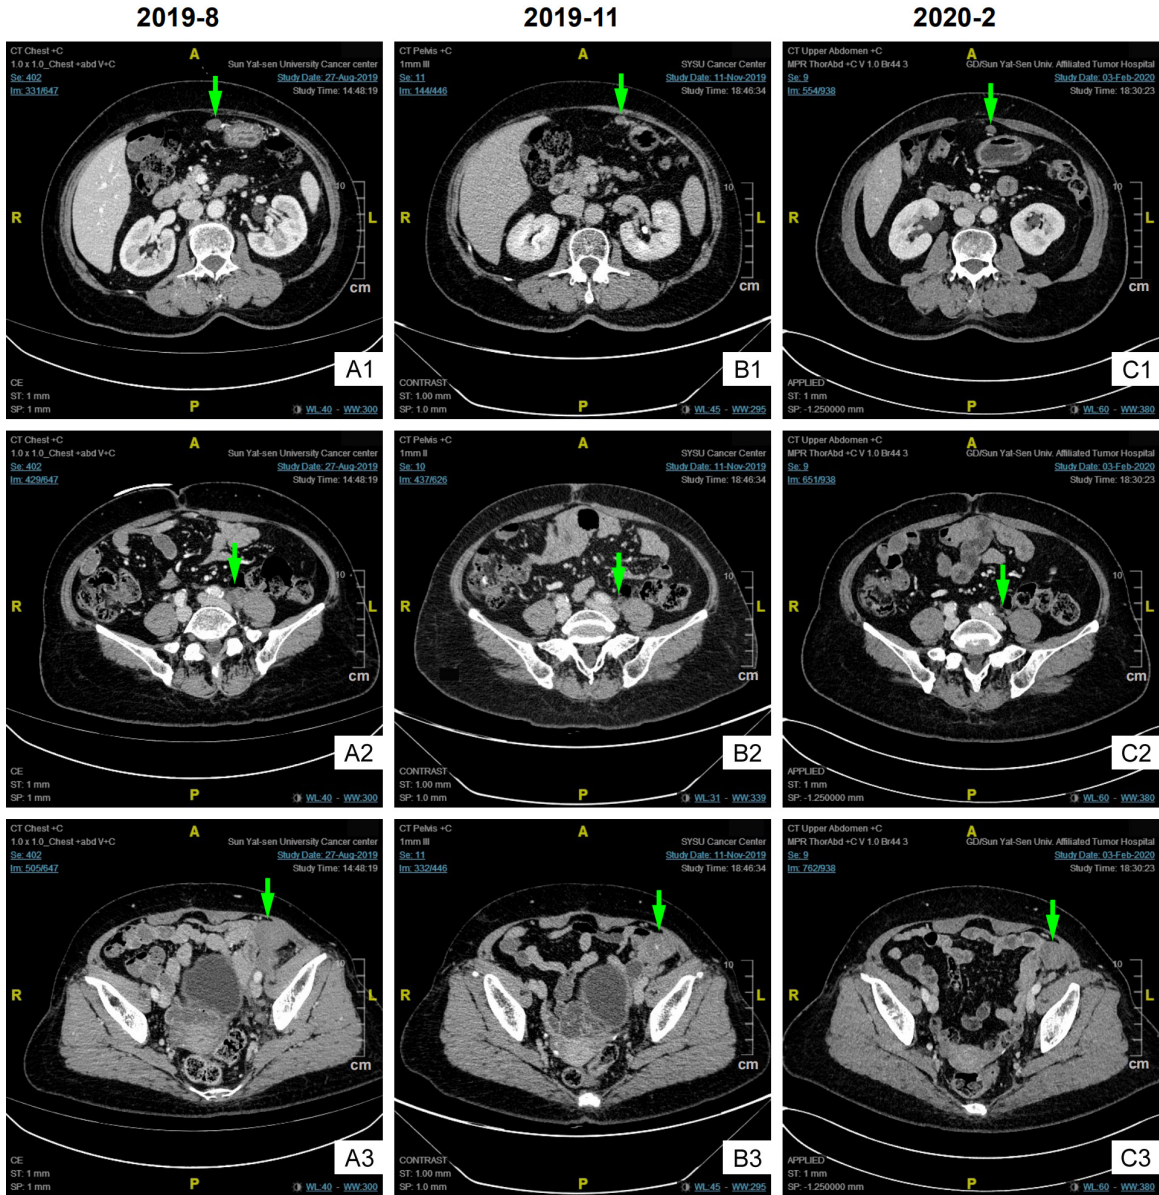 2019-8
2019-11
2020-2
CT Chest +C
1.0 x 1.0_Chest +abd V+C
Se: 402
Im: 331/647
A
Sun Yat-sen University Cancer center
Study Date: 27-Aug-2019
Study Time: 14:48:19
R
L
10
cm
CE
ST: 1 mm
SP: 1 mm
P
WL:40 - WW:300
A1
CT Pelvis +C
1mm III
Se: 11
Im: 144/446
A
SYSU Cancer Center
Study Date: 11-Nov-2019
Study Time: 18:46:34
R
L
10
cm
CONTRAST
ST: 1.00 mm
SP: 1.0 mm
P
WL:45 - WW:295
B1
CT Upper Abdomen +C
MPR ThorAbd +C V 1.0 Br44 3
Se: 9
Im: 554/938
A
GD/Sun Yat-Sen Univ. Affiliated Tumor Hospital
Study Date: 03-Feb-2020
Study Time: 18:30:23
R
L
10
cm
APPLIED
ST: 1 mm
SP: -1.250000 mm
P
WL:60 - WW:380
C1
CT Chest +C
1.0 x 1.0_Chest +abd V+C
Se: 402
Im: 429/647
A
Sun Yat-sen University Cancer center
Study Date: 27-Aug-2019
Study Time: 14:48:19
R
L
10
cm
CE
ST: 1 mm
SP: 1 mm
P
WL:40 - WW:300
A2
CT Pelvis +C
1mm II
Se: 10
Im: 437/626
A
SYSU Cancer Center
Study Date: 11-Nov-2019
Study Time: 18:46:34
R
L
10
cm
CONTRAST
ST: 1.00 mm
SP: 1.0 mm
P
WL:31 - WW:339
B2
CT Upper Abdomen +C
MPR ThorAbd +C V 1.0 Br44 3
Se: 9
Im: 651/938
A
GD/Sun Yat-Sen Univ. Affiliated Tumor Hospital
Study Date: 03-Feb-2020
Study Time: 18:30:23
R
L
10
cm
APPLIED
ST: 1 mm
SP: -1.250000 mm
P
WL:60 - WW:380
C2
CT Chest +C
1.0 x 1.0_Chest +abd V+C
Se: 402
Im: 505/647
A
Sun Yat-sen University Cancer center
Study Date: 27-Aug-2019
Study Time: 14:48:19
R
L
10
cm
CE
ST: 1 mm
SP: 1 mm
P
WL:40 - WW:300
A3
CT Pelvis +C
1mm III
Se: 11
Im: 332/446
A
SYSU Cancer Center
Study Date: 11-Nov-2019
Study Time: 18:46:34
R
L
10
cm
CONTRAST
ST: 1.00 mm
SP: 1.0 mm
P
WL:45 - WW:295
B3
CT Upper Abdomen +C
MPR ThorAbd +C V 1.0 Br44 3
Se: 9
Im: 762/938
A
GD/Sun Yat-Sen Univ. Affiliated Tumor Hospital
Study Date: 03-Feb-2020
Study Time: 18:30:23
R
L
10
cm
APPLIED
ST: 1 mm
SP: -1.250000 mm
P
WL:60 - WW:380
C3